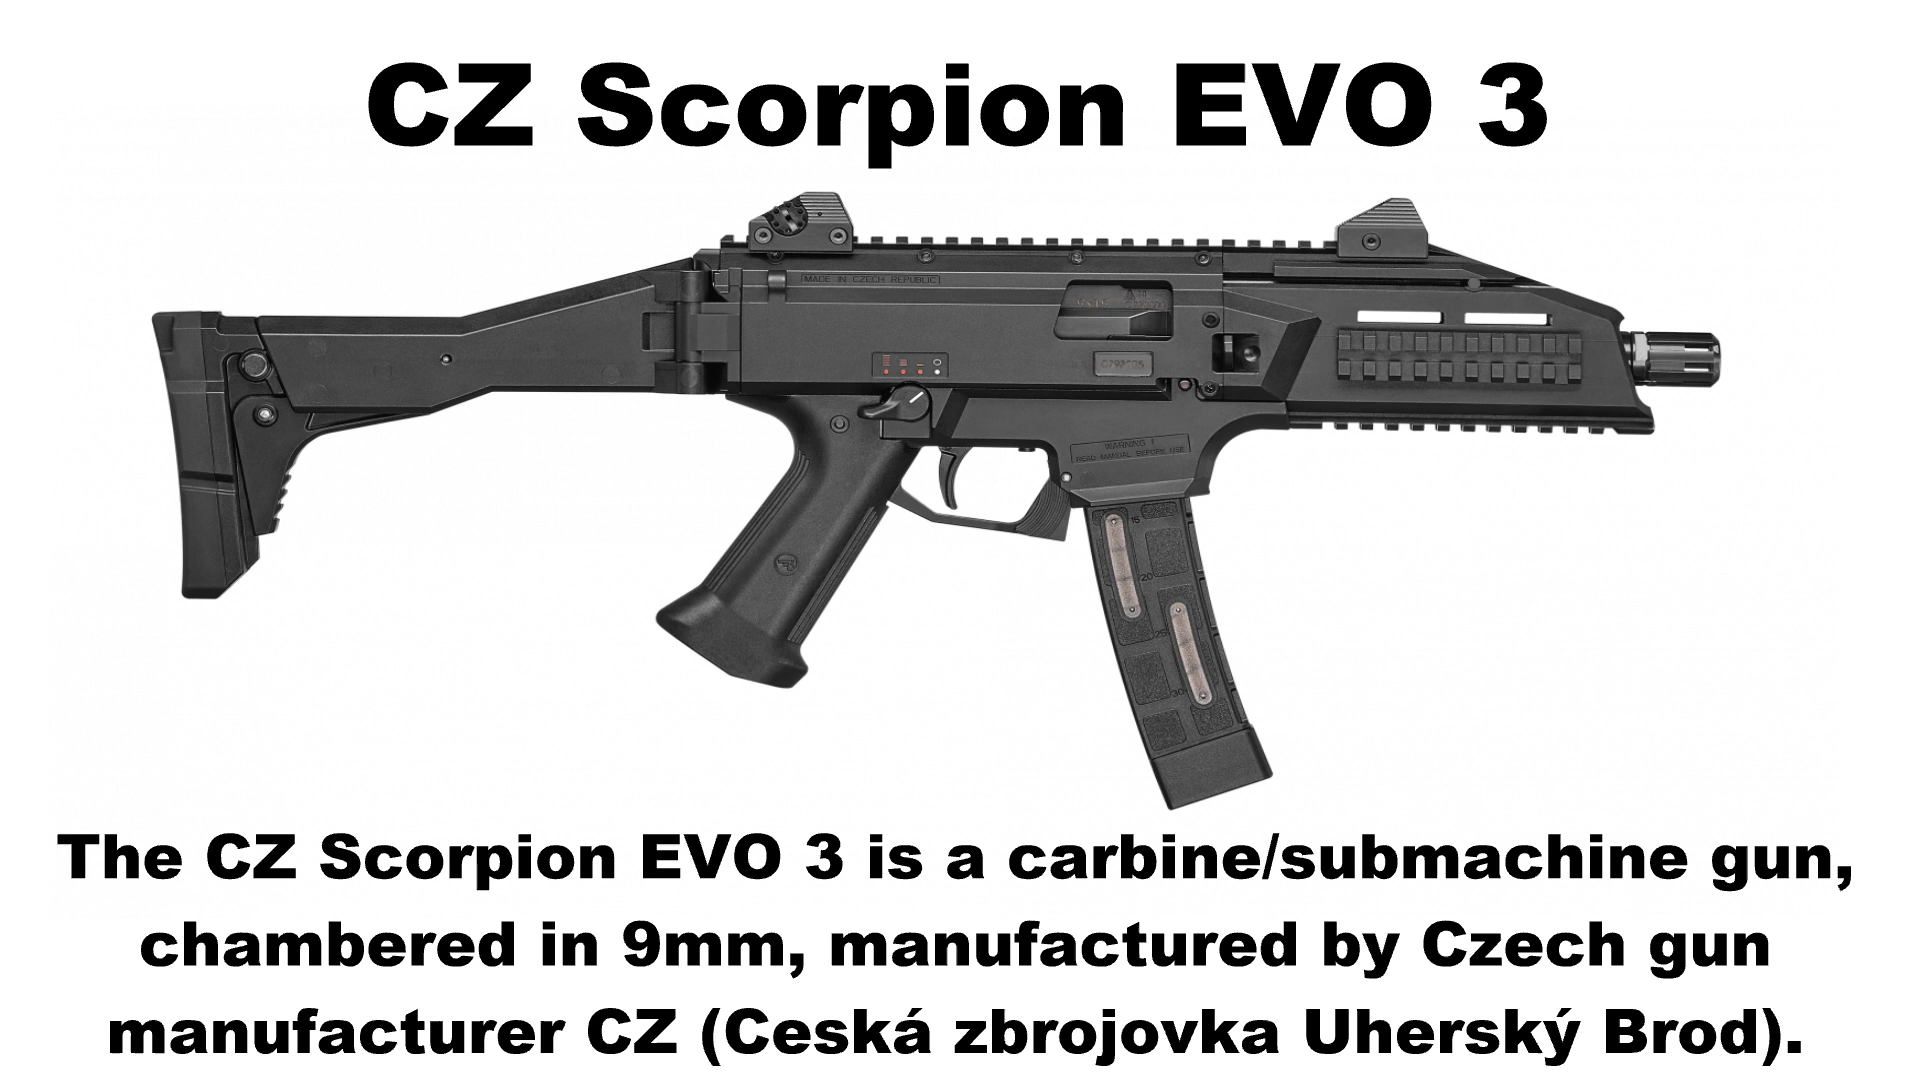 CZ Scorpion EVO 3
MADE IN CZECH REPUBLIC
WARNING !
READ MANUAL BEFORE USE
15
20
25
30
The CZ Scorpion EVO 3 is a carbine/submachine gun,
chambered in 9mm, manufactured by Czech gun
manufacturer CZ (Ceská zbrojovka Uherský Brod).